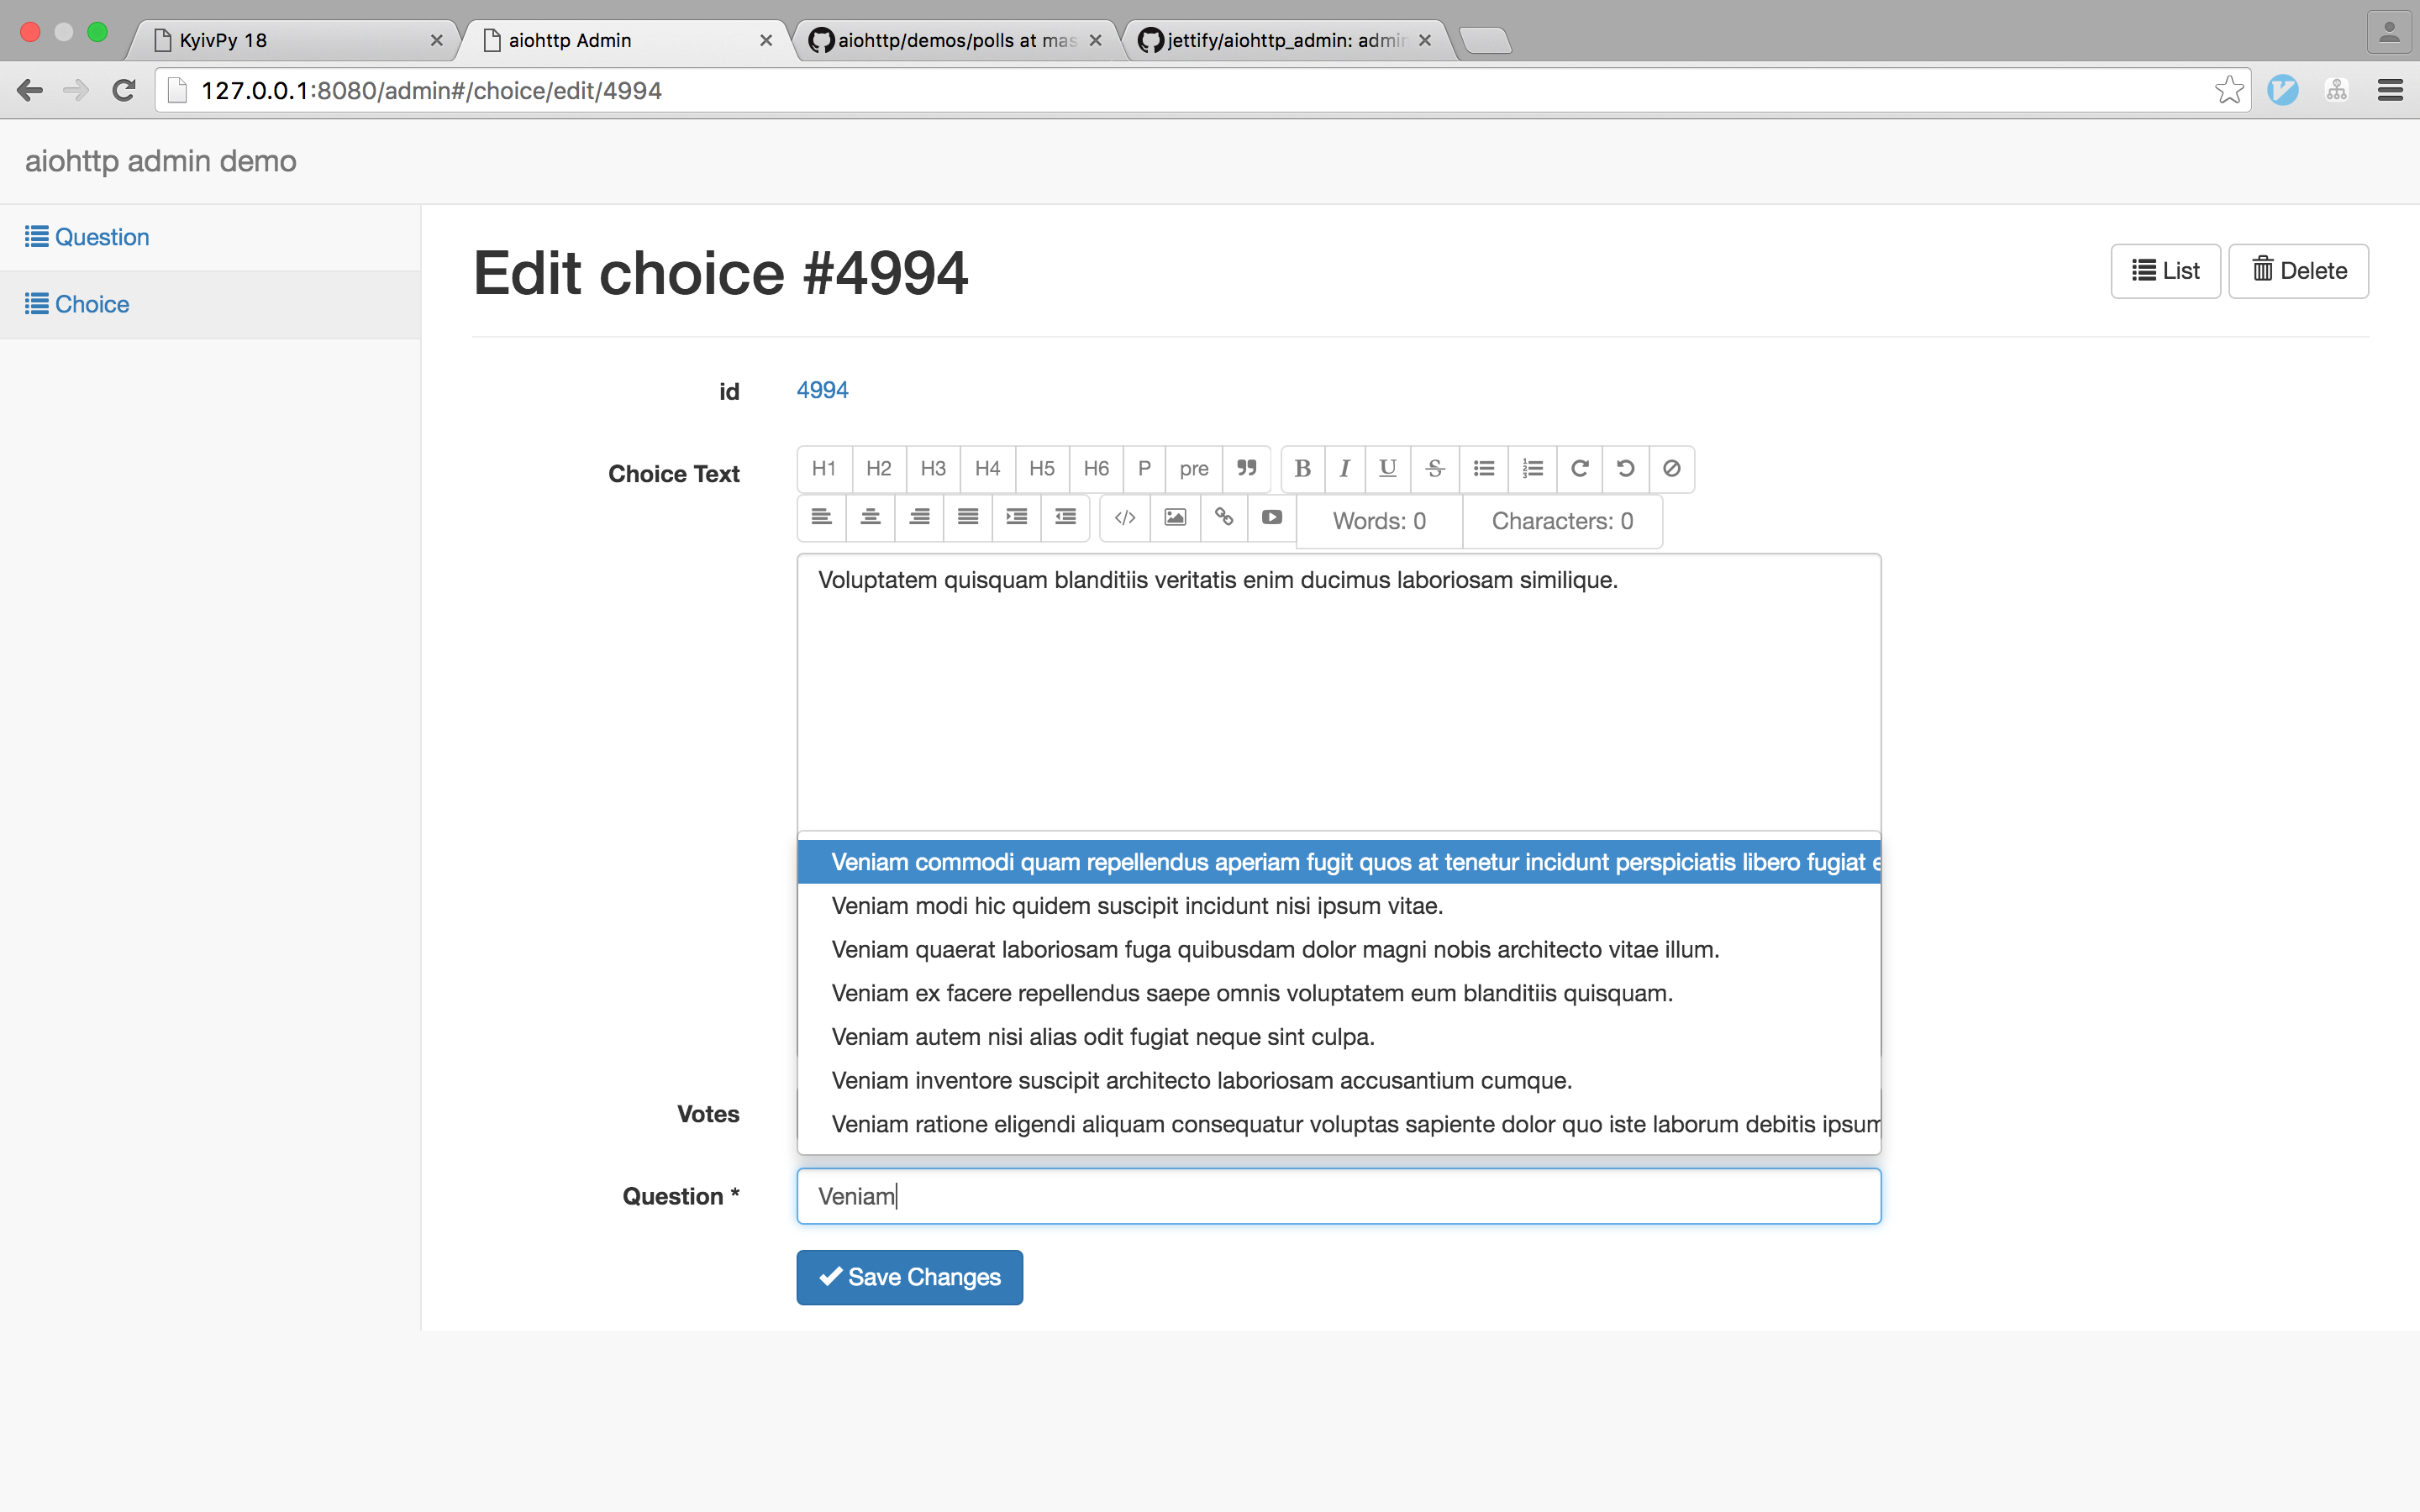 KyivPy 18
aiohttp Admin
aiohttp/demos/polls at mas
jettify/aiohttp_admin: admin
127.0.0.1:8080/admin#/choice/edit/4994
aiohttp admin demo
Question
Choice
Edit choice #4994
List
Delete
id
4994
Choice Text
H1 H2 H3 H4 H5 H6 P pre B I U S
Words: 0 Characters: 0
Voluptatem quisquam blanditiis veritatis enim ducimus laboriosam similique.
Veniam commodi quam repellendus aperiam fugit quos at tenetur incidunt perspiciatis libero fugiat e
Veniam modi hic quidem suscipit incidunt nisi ipsum vitae.
Veniam quaerat laboriosam fuga quibusdam dolor magni nobis architecto vitae illum.
Veniam ex facere repellendus saepe omnis voluptatem eum blanditiis quisquam.
Veniam autem nisi alias odit fugiat neque sint culpa.
Veniam inventore suscipit architecto laboriosam accusantium cumque.
Veniam ratione eligendi aliquam consequatur voluptas sapiente dolor quo iste laborum debitis ipsum
Votes
Question *
Veniam
Save Changes